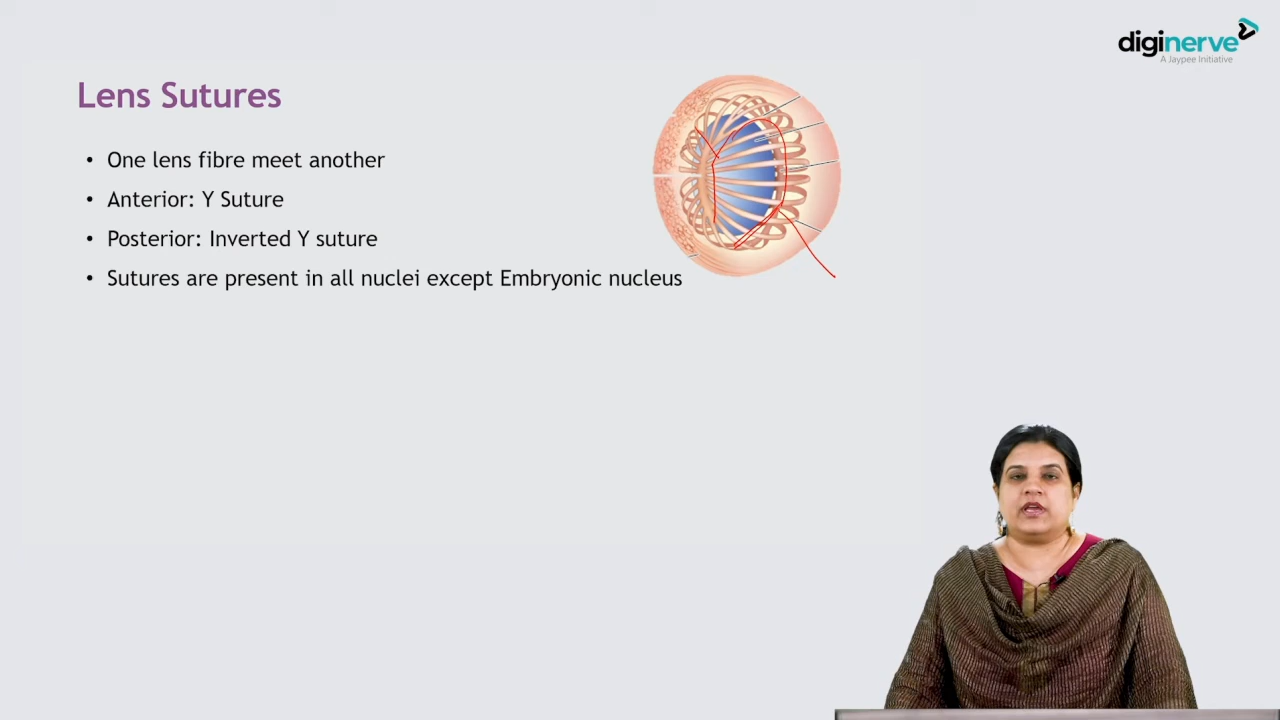 diginerve
A Jaypee Initiative
Lens Sutures
• One lens fibre meet another
• Anterior: Y Suture
• Posterior: Inverted Y suture
• Sutures are present in all nuclei except Embryonic nucleus